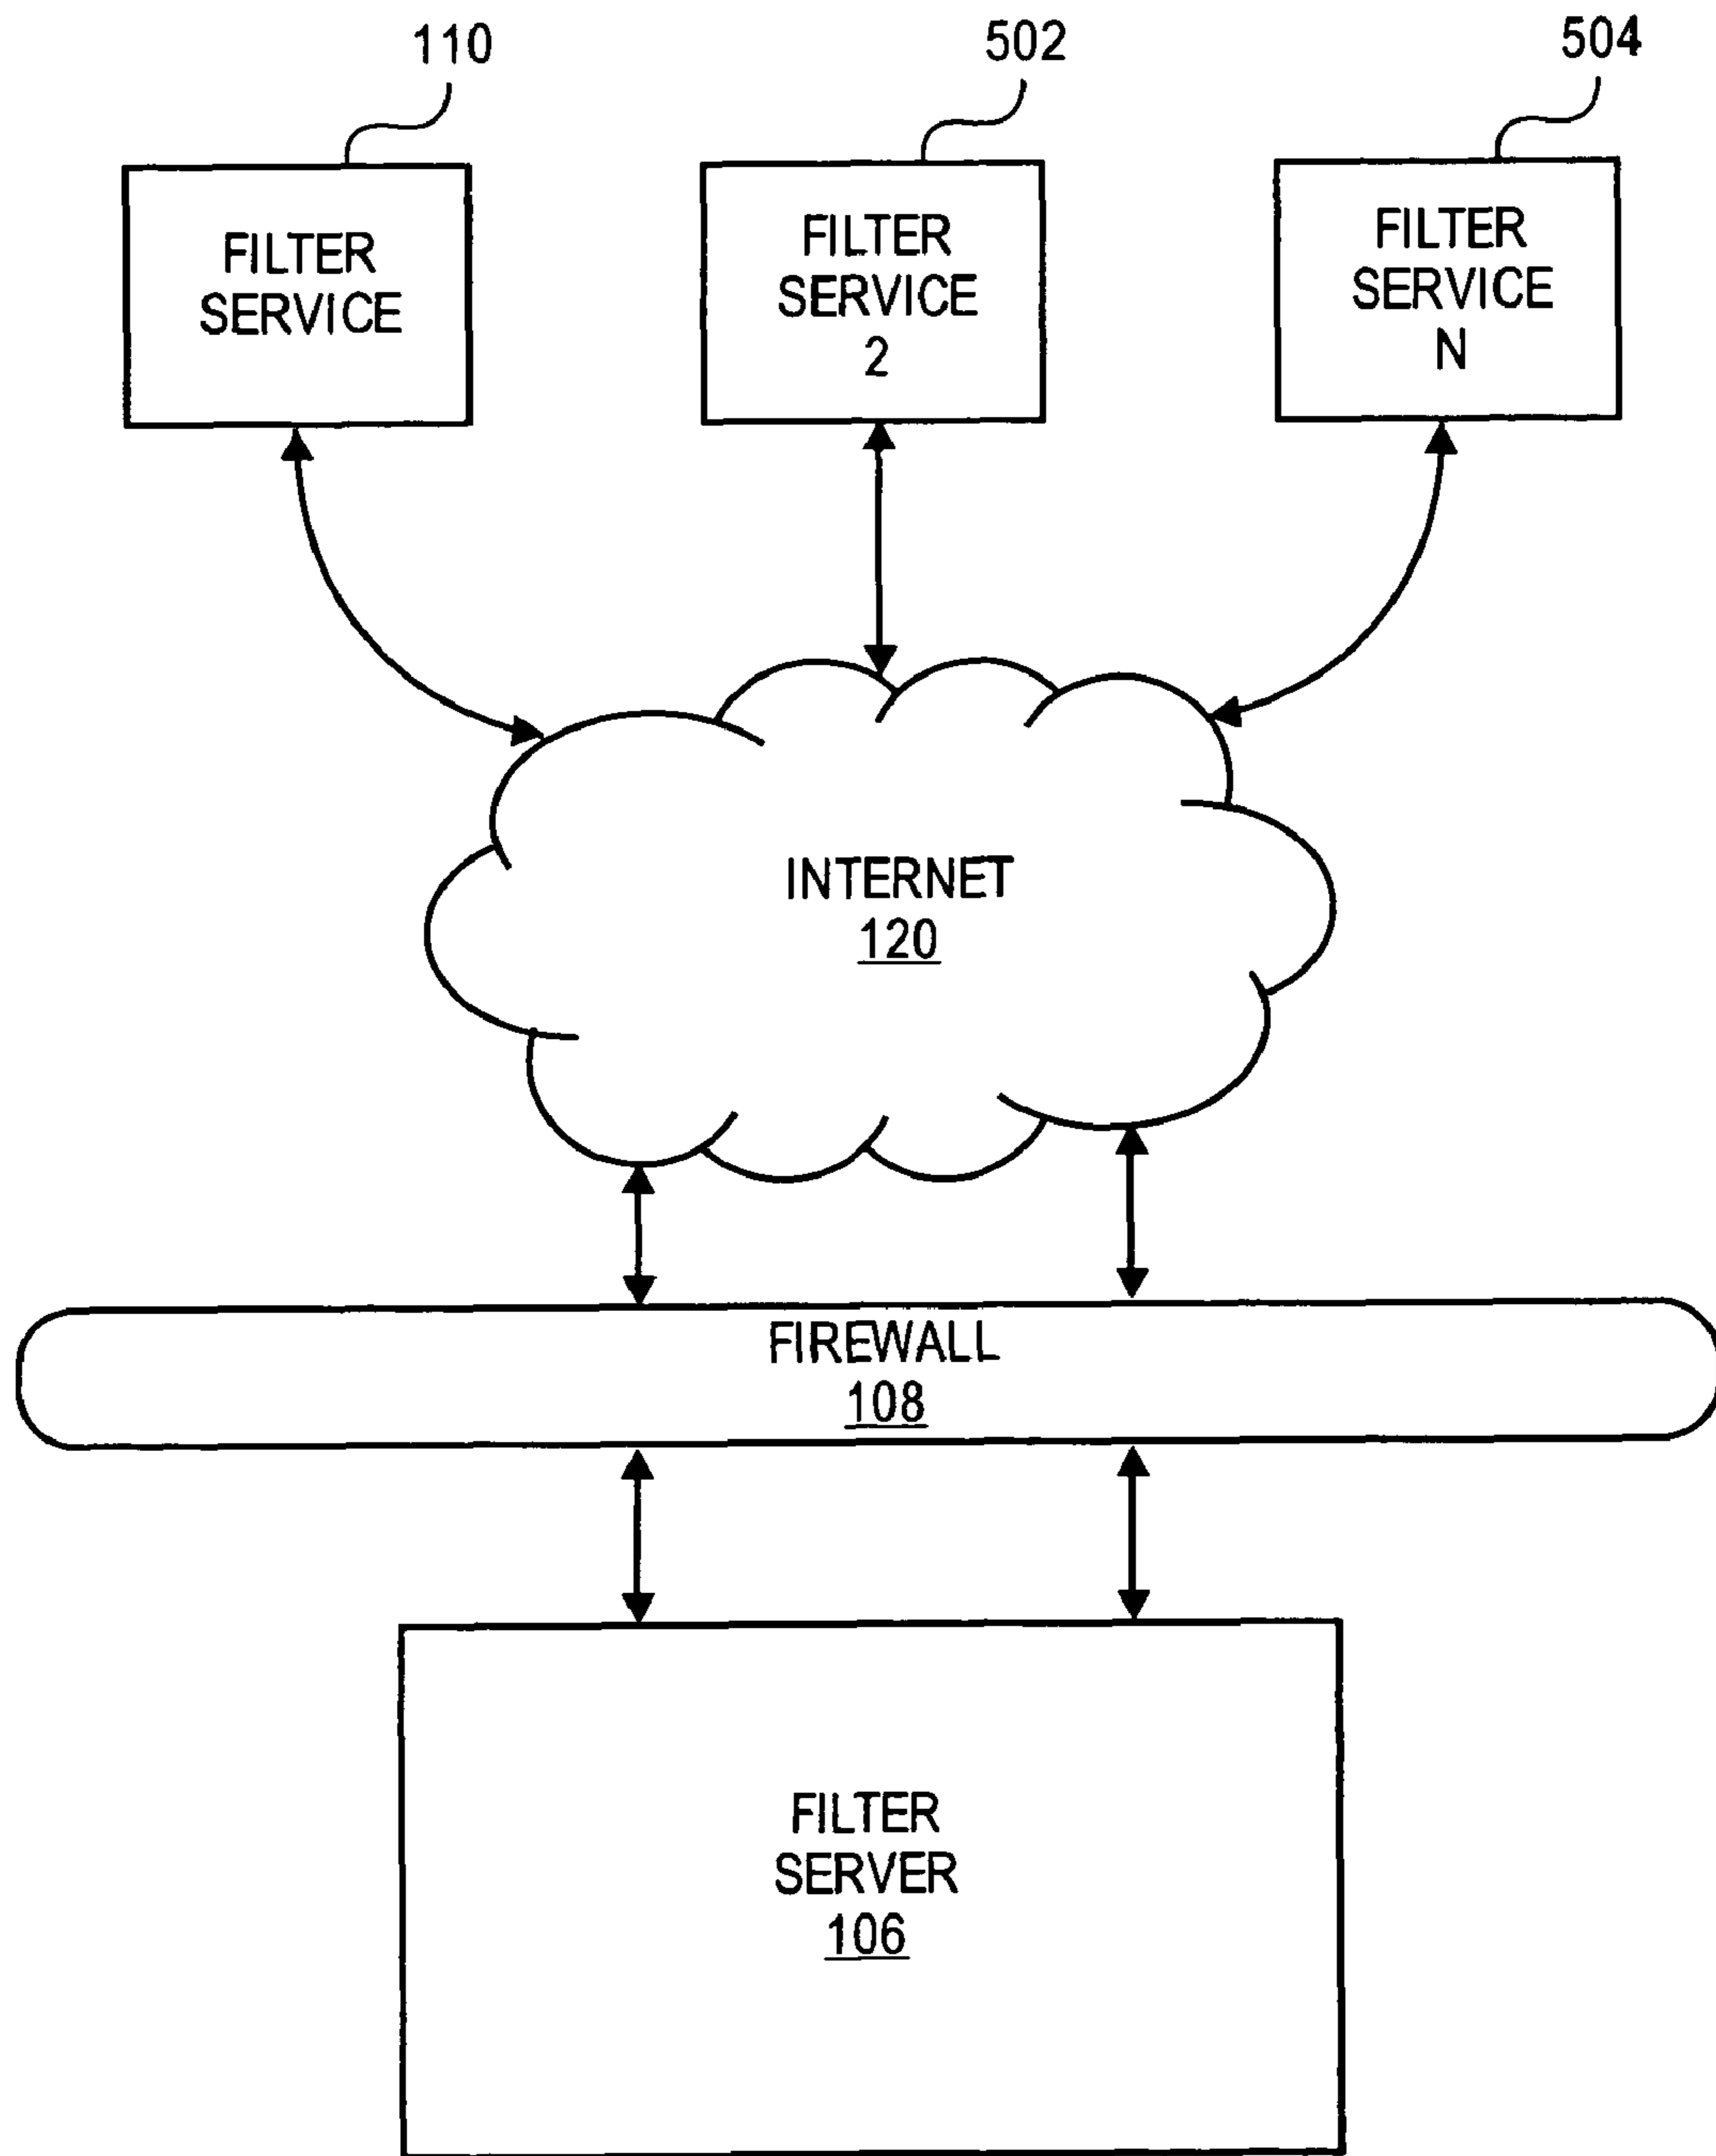 110
502
504
FILTER
SERVICE
FILTER
SERVICE
2
FILTER
SERVICE
N
INTERNET
120
FIREWALL
108
FILTER
SERVER
106